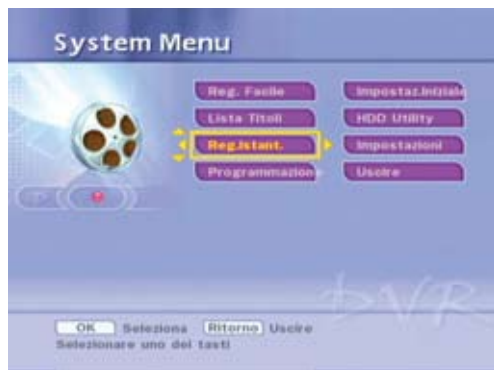 System Menu
Reg. Facile
Lista Titoli
Reg.Istant.
Programmazione
Impostaz.Iniziale
HDD Utility
Impostazioni
Uscire
DVR
OK Seleziona Ritorno Uscire
Selezionare uno dei tasti